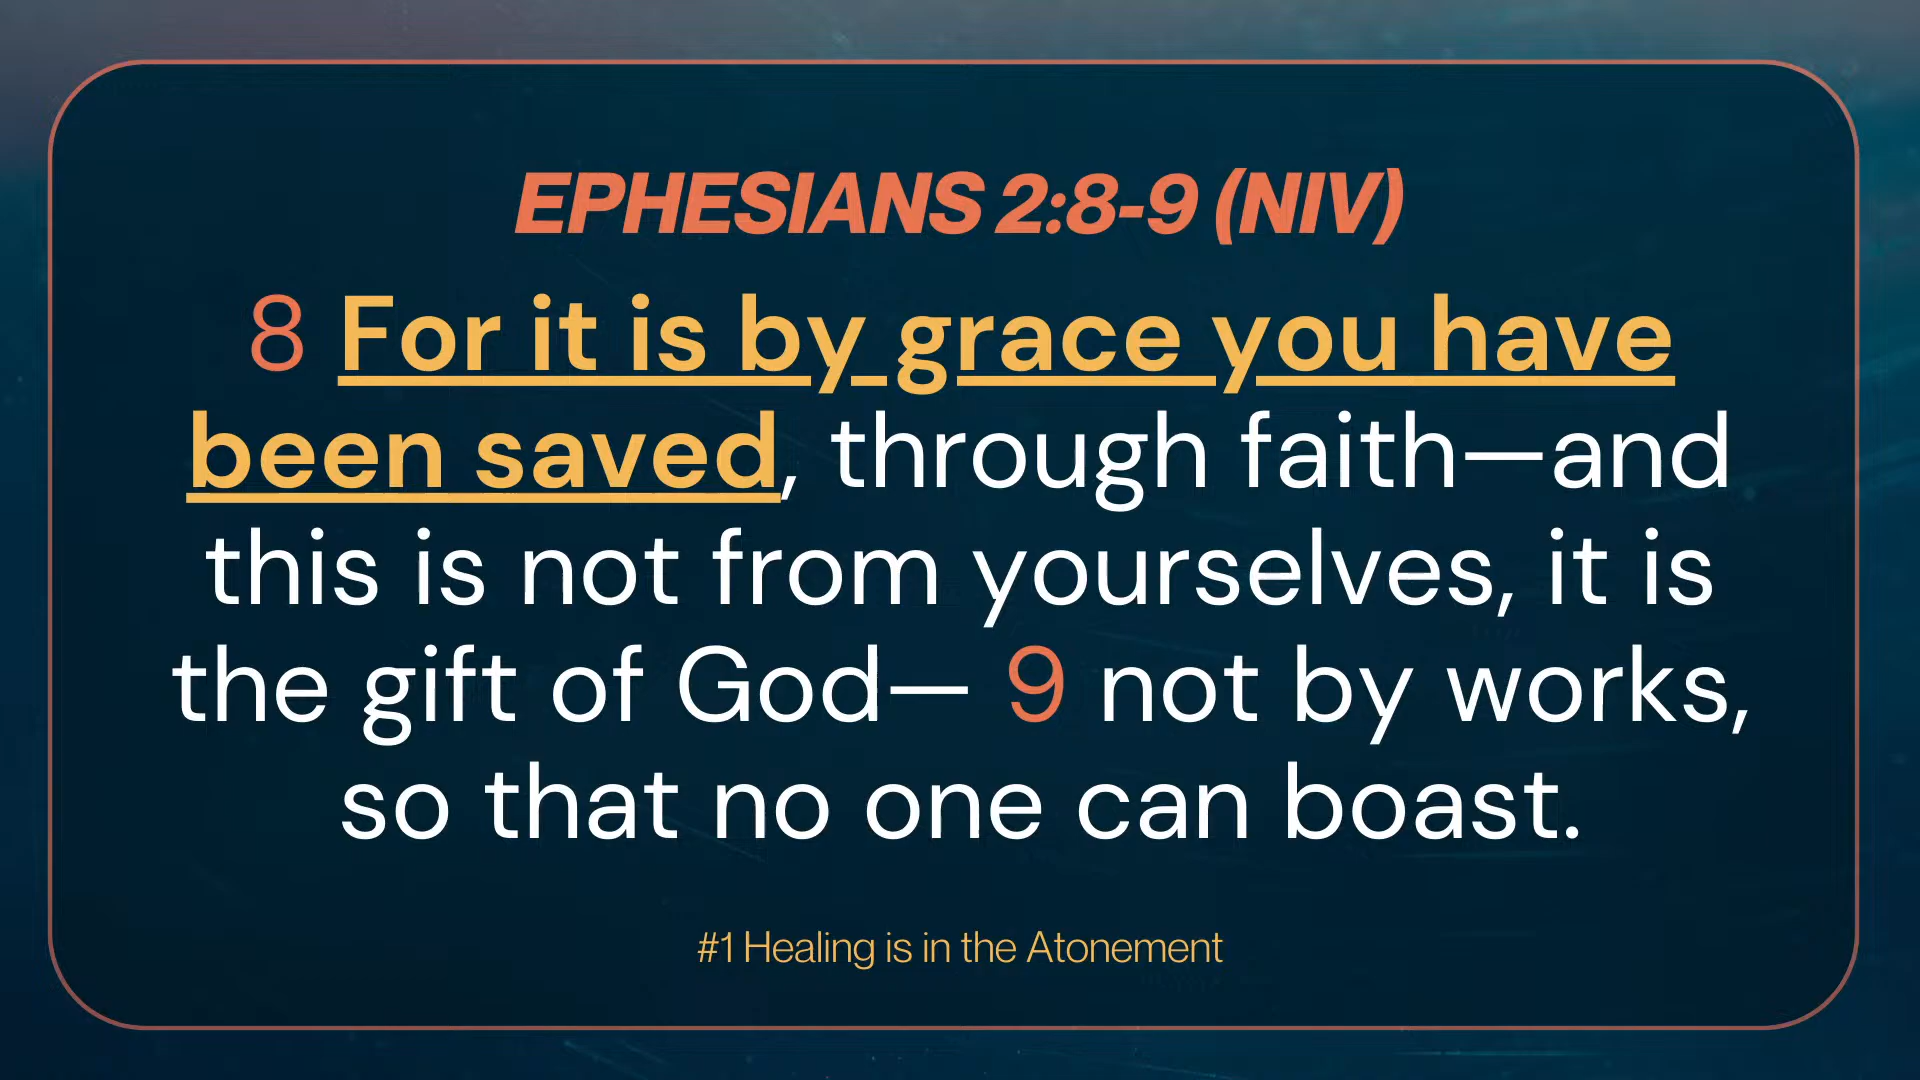 EPHESIANS 2:8-9 (NIV)
8 For it is by grace you have
been saved, through faith—and
this is not from yourselves, it is
the gift of God— 9 not by works,
so that no one can boast.
#1 Healing is in the Atonement